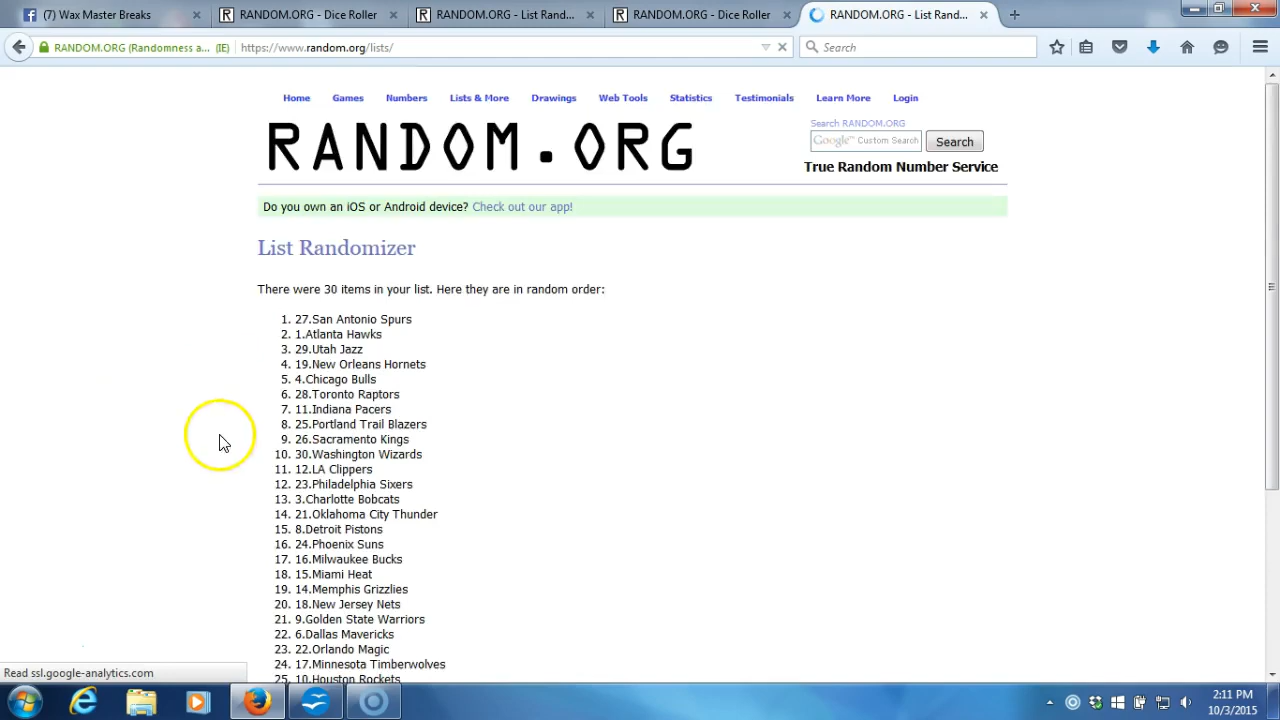 (7) Wax Master Breaks
RANDOM.ORG - Dice Roller
RANDOM.ORG - List Rand...
RANDOM.ORG - Dice Roller
RANDOM.ORG - List Rand...
RANDOM.ORG (Randomness a... (IE)
https://www.random.org/lists/
Search
Home Games Numbers Lists & More Drawings Web Tools Statistics Testimonials Learn More Login
RANDOM.ORG
Search RANDOM.ORG
Google™ Custom Search
Search
True Random Number Service
Do you own an iOS or Android device? Check out our app!
List Randomizer
There were 30 items in your list. Here they are in random order:
1. 27.San Antonio Spurs
2. 1.Atlanta Hawks
3. 29.Utah Jazz
4. 19.New Orleans Hornets
5. 4.Chicago Bulls
6. 28.Toronto Raptors
7. 11.Indiana Pacers
8. 25.Portland Trail Blazers
9. 26.Sacramento Kings
10. 30.Washington Wizards
11. 12.LA Clippers
12. 23.Philadelphia Sixers
13. 3.Charlotte Bobcats
14. 21.Oklahoma City Thunder
15. 8.Detroit Pistons
16. 24.Phoenix Suns
17. 16.Milwaukee Bucks
18. 15.Miami Heat
19. 14.Memphis Grizzlies
20. 18.New Jersey Nets
21. 9.Golden State Warriors
22. 6.Dallas Mavericks
23. 22.Orlando Magic
24. 17.Minnesota Timberwolves
25. 10.Houston Rockets
Read ssl.google-analytics.com
2:11 PM
10/3/2015